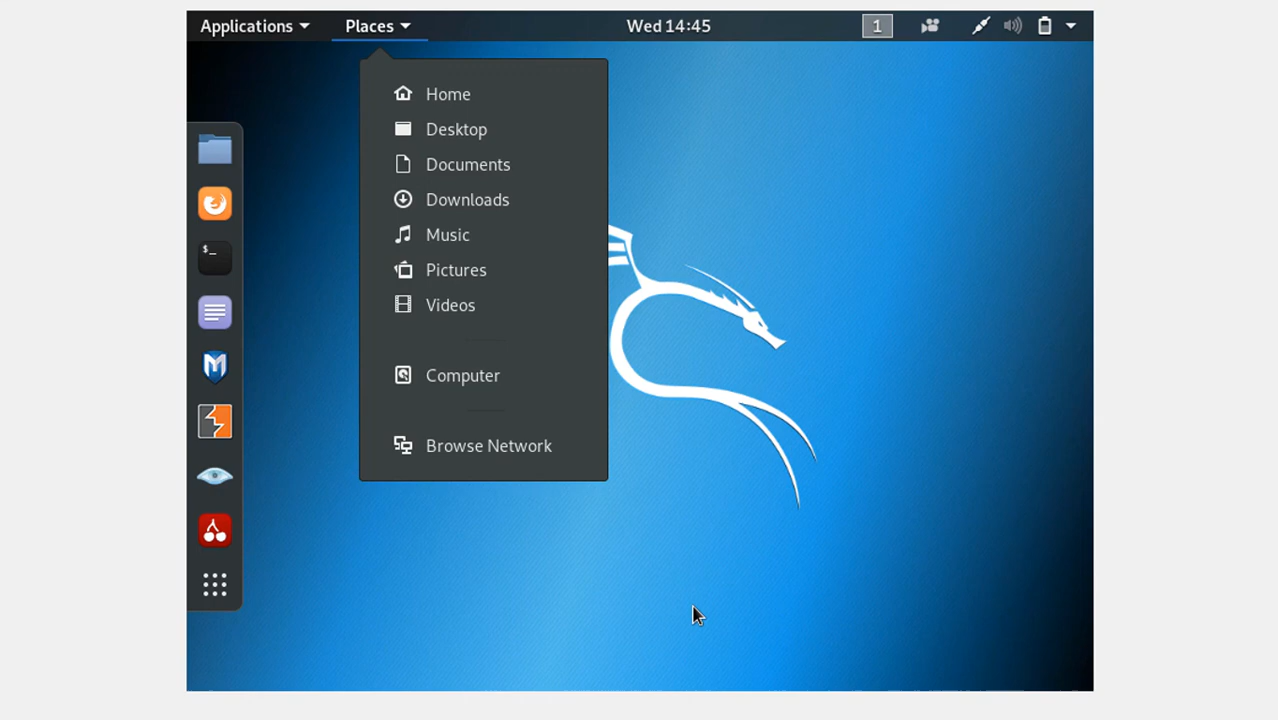 Applications Places Wed 14:45 1
Home
Desktop
Documents
Downloads
$_
Music
Pictures
Videos
Computer
Browse Network